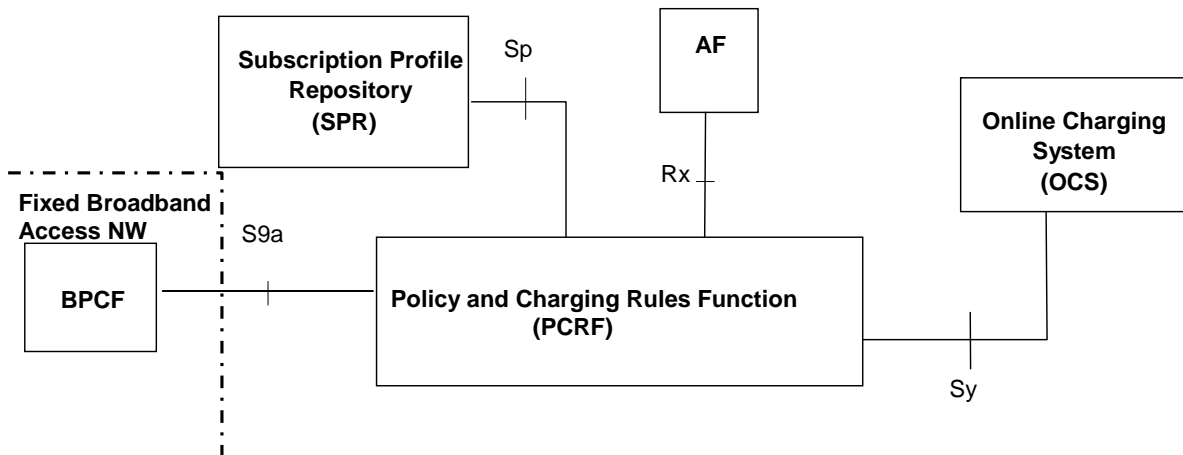 Subscription Profile
Repository
(SPR)
Sp
AF
Online Charging
System
(OCS)
Rx
Fixed Broadband
Access NW
S9a
BPCF
Policy and Charging Rules Function
(PCRF)
Sy